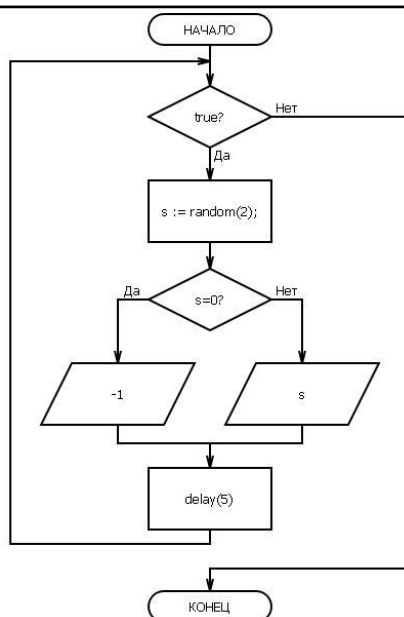 НАЧАЛО
true?
Нет
Да
s := random(2);
Да
s=0?
Нет
-1
s
delay(5)
КОНЕЦ